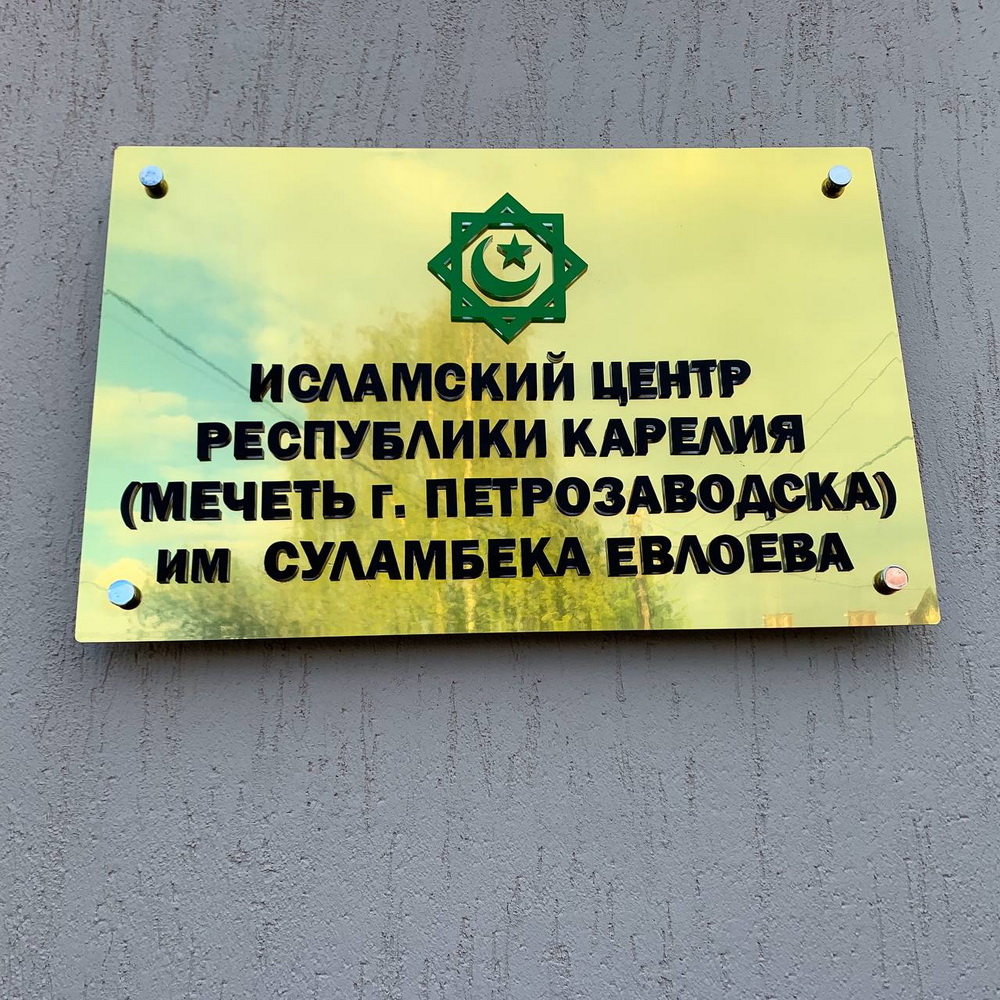 ИСЛАМСКИЙ ЦЕНТР
РЕСПУБЛИКИ КАРЕЛИЯ
(МЕЧЕТЬ г. ПЕТРОЗАВОДСКА)
им СУЛАМБЕКА ЕВЛОЕВА